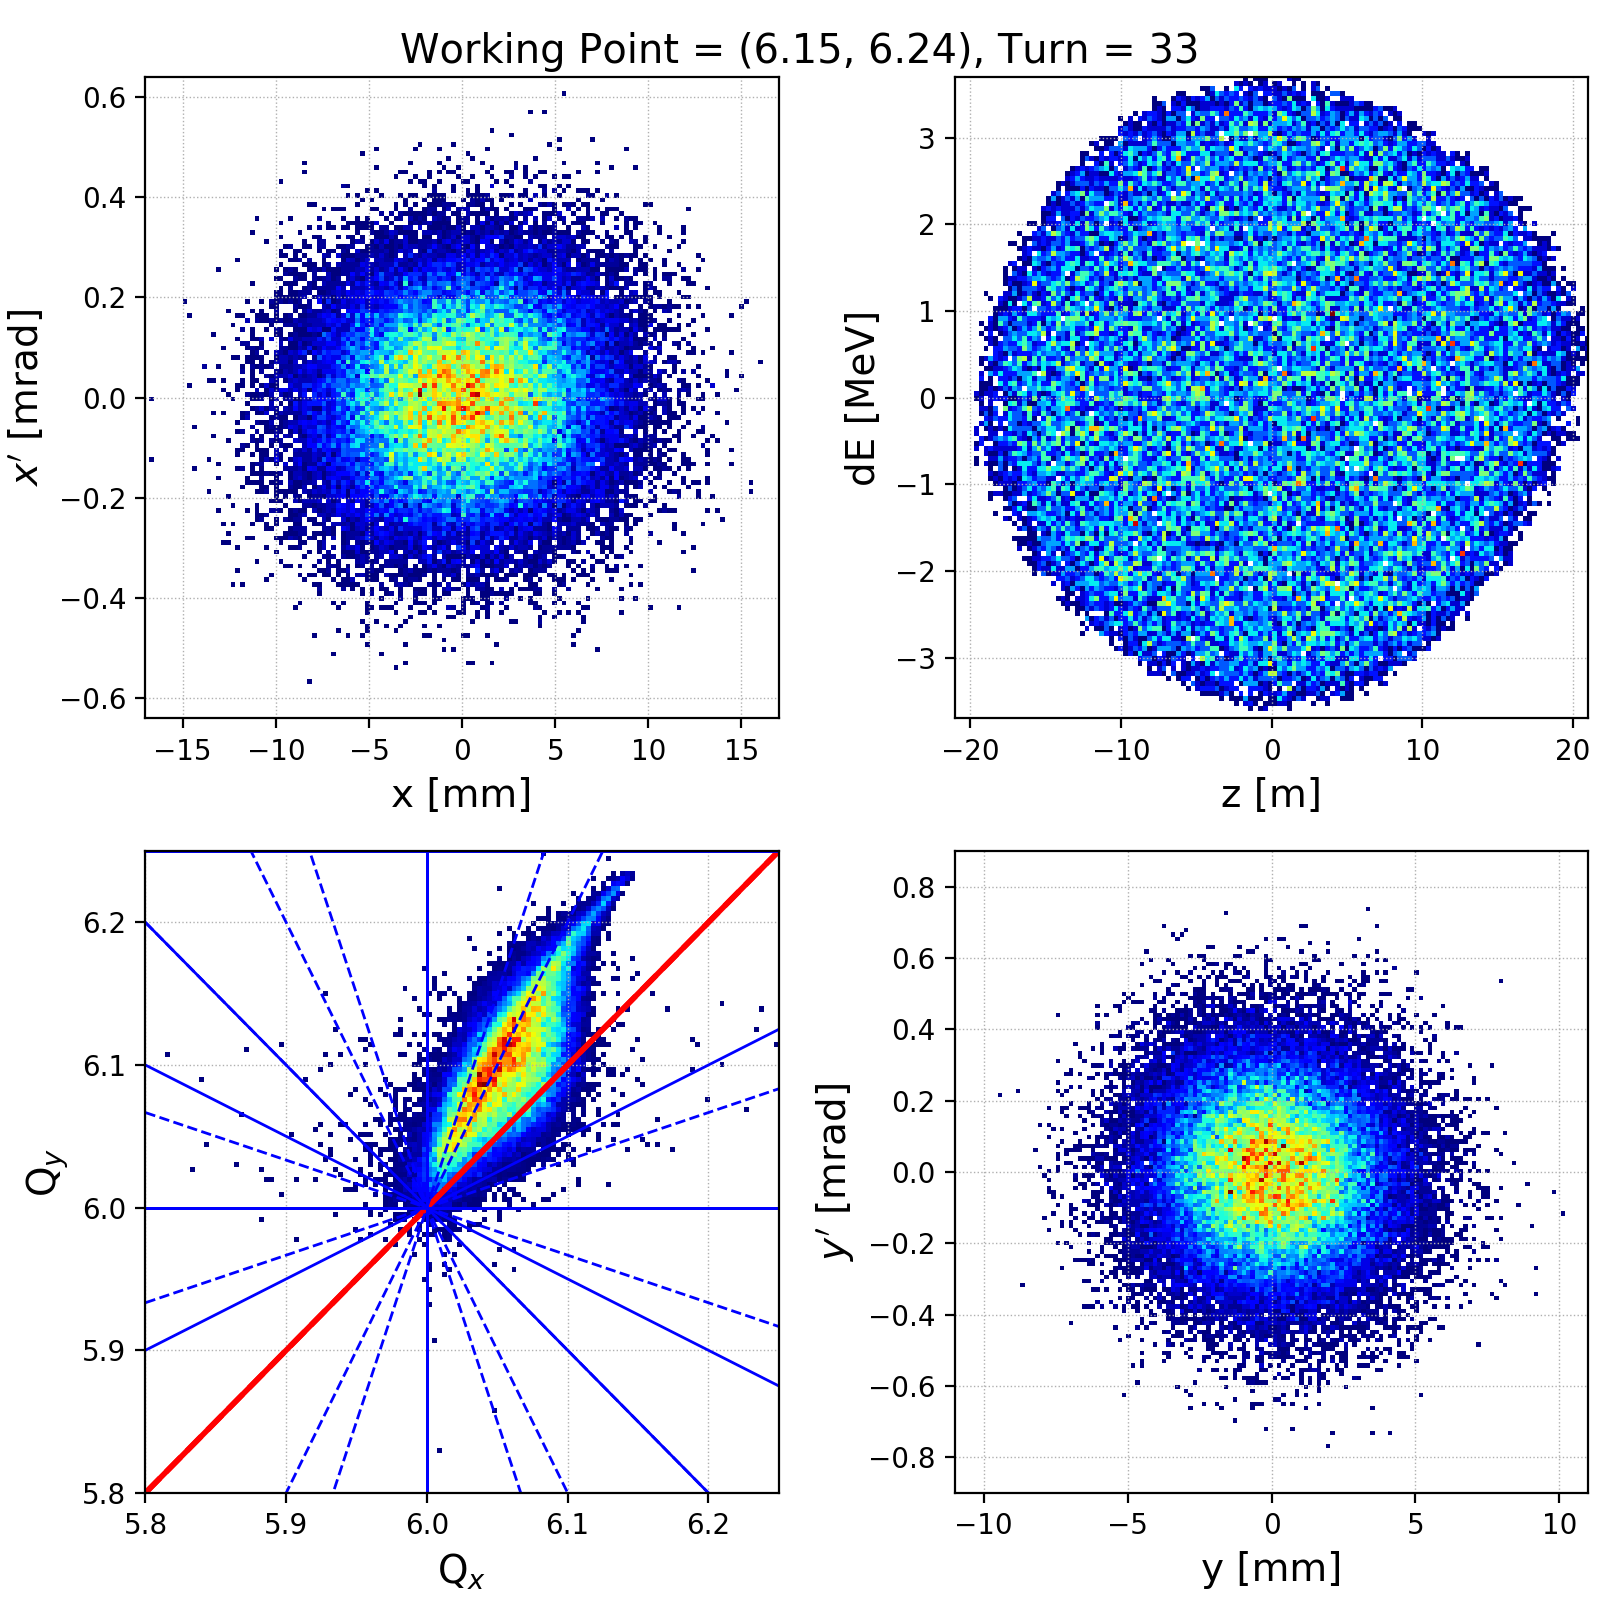 Working Point = (6.15, 6.24), Turn = 33
0.6
0.4
0.2
0.0
−0.2
−0.4
−0.6
x′ [mrad]
−15 −10 −5 0 5 10 15
x [mm]
3
2
1
0
−1
−2
−3
dE [MeV]
−20 −10 0 10 20
z [m]
6.2
6.1
6.0
5.9
5.8
Qy
5.8 5.9 6.0 6.1 6.2
Qx
0.8
0.6
0.4
0.2
0.0
−0.2
−0.4
−0.6
−0.8
y′ [mrad]
−10 −5 0 5 10
y [mm]